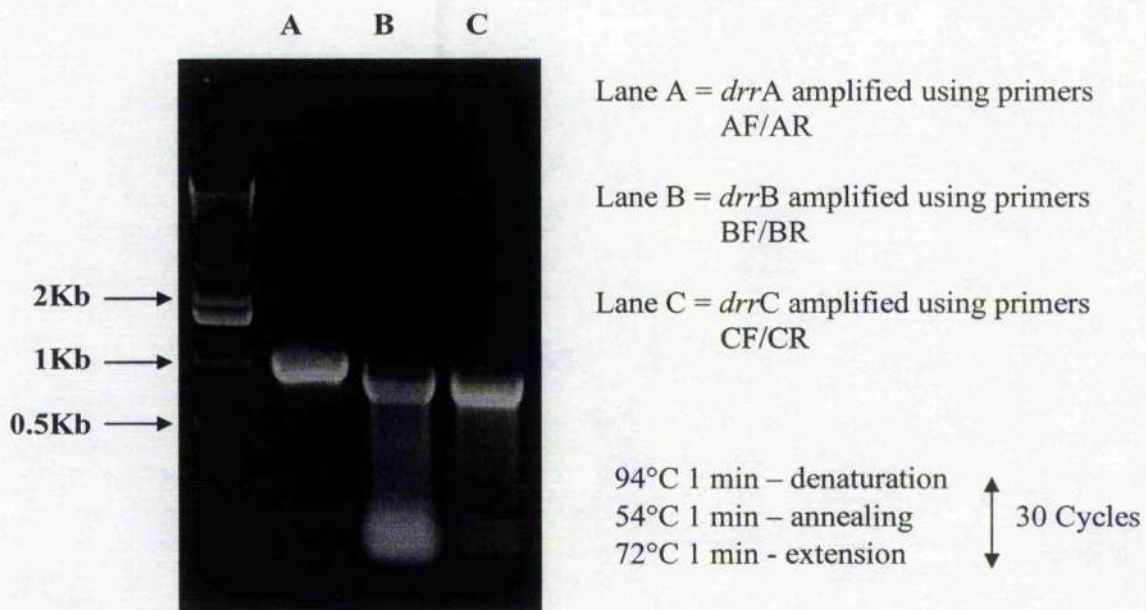 A B C
Lane A = drrA amplified using primers
AF/AR
Lane B = drrB amplified using primers
BF/BR
Lane C = drrC amplified using primers
CF/CR
2Kb
1Kb
0.5Kb
94°C 1 min – denaturation
54°C 1 min – annealing
72°C 1 min - extension
30 Cycles